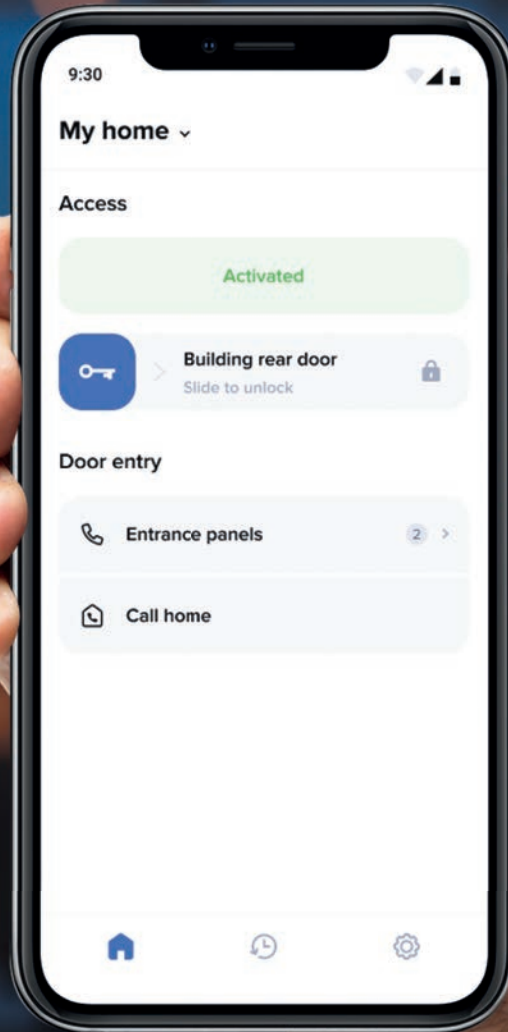 9:30
My home
Access
Activated
Building rear door
Slide to unlock
Door entry
Entrance panels
2
Call home